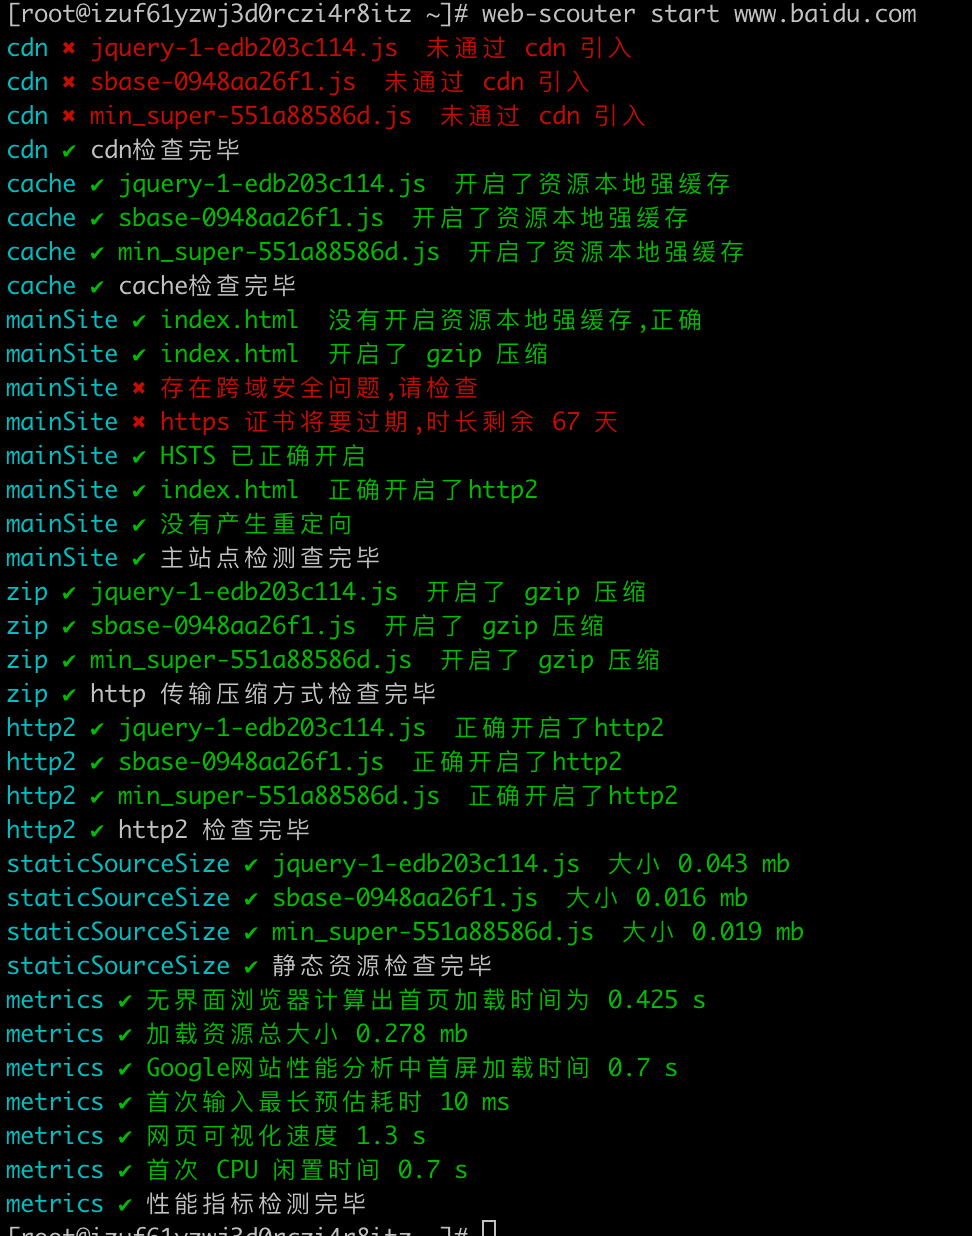 [root@izuf61yzwj3d0rczi4r8itz ~]# web-scouter start www.baidu.com
cdn ✖ jquery-1-edb203c114.js 未通过 cdn 引入
cdn ✖ sbase-0948aa26f1.js 未通过 cdn 引入
cdn ✖ min_super-551a88586d.js 未通过 cdn 引入
cdn ✔ cdn检查完毕
cache ✔ jquery-1-edb203c114.js 开启了资源本地强缓存
cache ✔ sbase-0948aa26f1.js 开启了资源本地强缓存
cache ✔ min_super-551a88586d.js 开启了资源本地强缓存
cache ✔ cache检查完毕
mainSite ✔ index.html 没有开启资源本地强缓存,正确
mainSite ✔ index.html 开启了 gzip 压缩
mainSite ✖ 存在跨域安全问题,请检查
mainSite ✖ https 证书将要过期,时长剩余 67 天
mainSite ✔ HSTS 已正确开启
mainSite ✔ index.html 正确开启了http2
mainSite ✔ 没有产生重定向
mainSite ✔ 主站点检测查完毕
zip ✔ jquery-1-edb203c114.js 开启了 gzip 压缩
zip ✔ sbase-0948aa26f1.js 开启了 gzip 压缩
zip ✔ min_super-551a88586d.js 开启了 gzip 压缩
zip ✔ http 传输压缩方式检查完毕
http2 ✔ jquery-1-edb203c114.js 正确开启了http2
http2 ✔ sbase-0948aa26f1.js 正确开启了http2
http2 ✔ min_super-551a88586d.js 正确开启了http2
http2 ✔ http2 检查完毕
staticSourceSize ✔ jquery-1-edb203c114.js 大小 0.043 mb
staticSourceSize ✔ sbase-0948aa26f1.js 大小 0.016 mb
staticSourceSize ✔ min_super-551a88586d.js 大小 0.019 mb
staticSourceSize ✔ 静态资源检查完毕
metrics ✔ 无界面浏览器计算出首页加载时间为 0.425 s
metrics ✔ 加载资源总大小 0.278 mb
metrics ✔ Google网站性能分析中首屏加载时间 0.7 s
metrics ✔ 首次输入最长预估耗时 10 ms
metrics ✔ 网页可视化速度 1.3 s
metrics ✔ 首次 CPU 闲置时间 0.7 s
metrics ✔ 性能指标检测完毕
[root@izuf61yzwj3d0rczi4r8itz ~]#